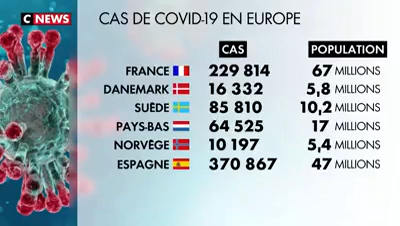 CNEWS
CAS DE COVID-19 EN EUROPE
CAS POPULATION
FRANCE 229 814 67 MILLIONS
DANEMARK 16 332 5,8 MILLIONS
SUÈDE 85 810 10,2 MILLIONS
PAYS-BAS 64 525 17 MILLIONS
NORVÈGE 10 197 5,4 MILLIONS
ESPAGNE 370 867 47 MILLIONS